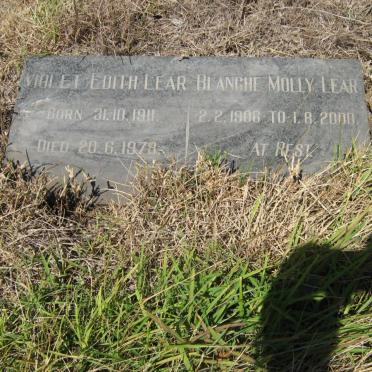 VIOLET EDITH LEAR
BORN 31.10.1911.
DIED 20.6.1978.
BLANCHE MOLLY LEAR
2.2.1906 TO 1.8.2000.
AT REST